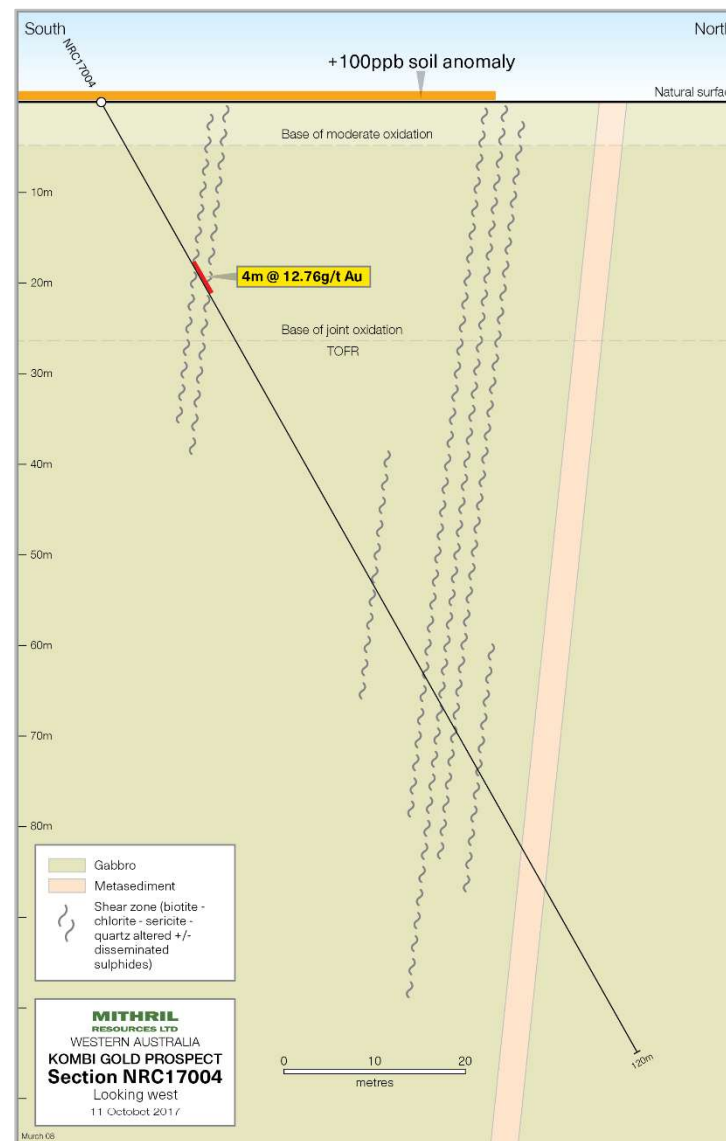 South
North
NRC17004
+100ppb soil anomaly
Natural surface
Base of moderate oxidation
10m
4m @ 12.76g/t Au
20m
Base of joint oxidation
TOFR
30m
40m
50m
60m
70m
80m
Gabbro
Metasediment
Shear zone (biotite -
chlorite - sericite -
quartz altered +/-
disseminated
sulphides)
MITHRIL
RESOURCES LTD
WESTERN AUSTRALIA
KOMBI GOLD PROSPECT
Section NRC17004
Looking west
11 Octobet 2017
0 10 20
metres
120m
Murch 08